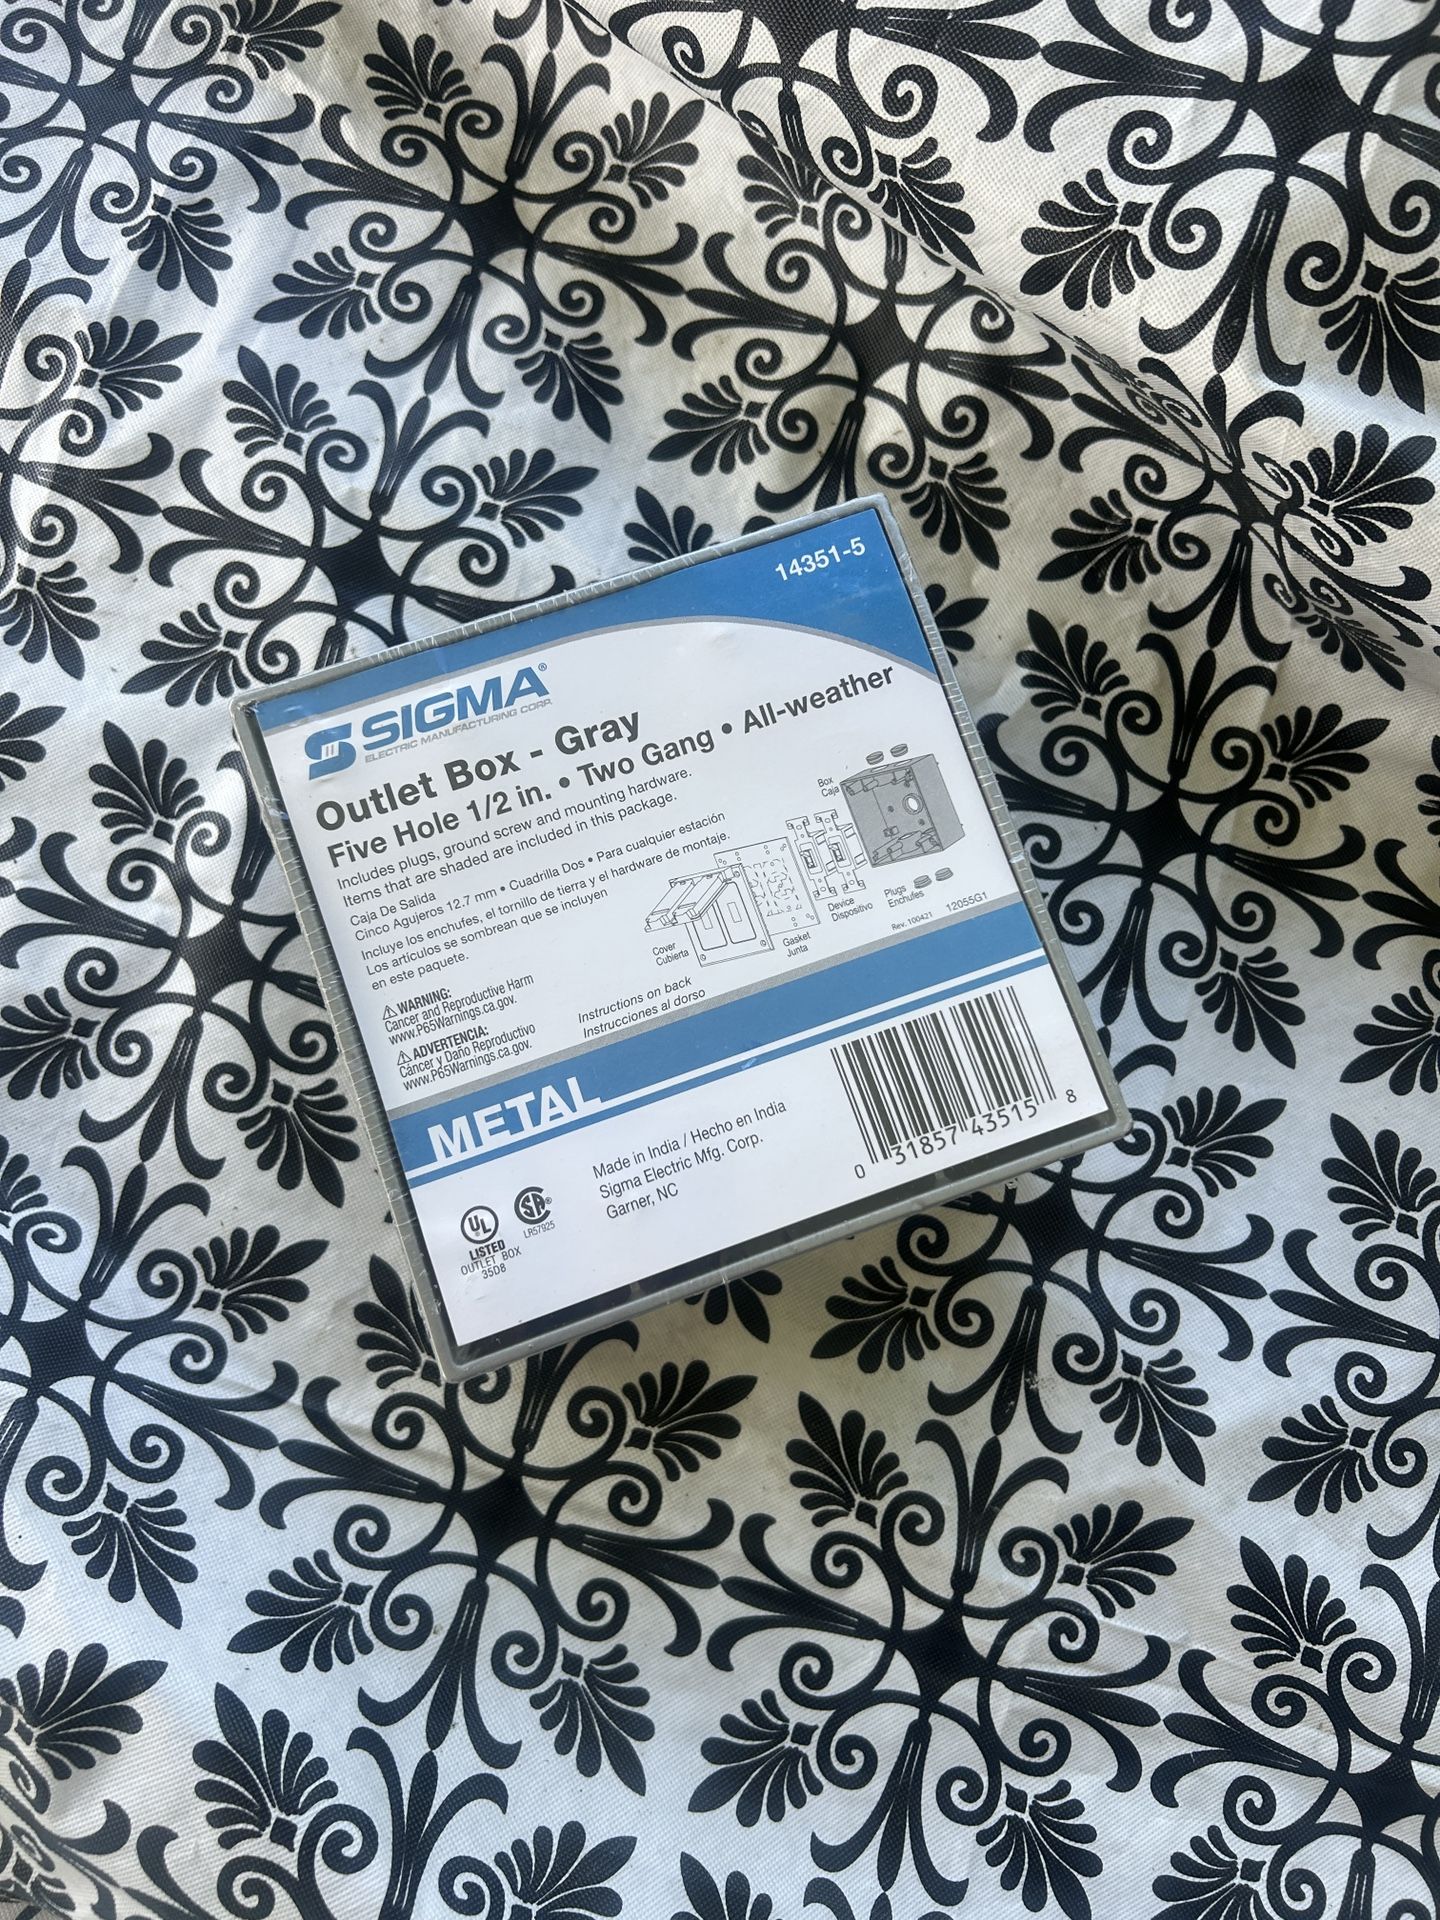 14351-5
SIGMA®
ELECTRIC MANUFACTURING CORP.
Outlet Box - Gray
Five Hole 1/2 in. • Two Gang • All-weather
Includes plugs, ground screw and mounting hardware.
Items that are shaded are included in this package.
Caja De Salida
Cinco Agujeros 12.7 mm • Cuadrilla Dos • Para cualquier estación
Incluye los enchufes, el tornillo de tierra y el hardware de montaje.
Los artículos se sombrean que se incluyen
en este paquete.
Box
Caja
Plugs
Enchufes
Device
Dispositivo
Gasket
Junta
Cover
Cubierta
Rev. 100421
12055G1
⚠ WARNING:
Cancer and Reproductive Harm
www.P65Warnings.ca.gov.
⚠ ADVERTENCIA:
Cáncer y Daño Reproductivo
www.P65Warnings.ca.gov.
Instructions on back
Instrucciones al dorso
METAL
UL
LISTED
OUTLET BOX
35D8
SA®
LR57925
Made in India / Hecho en India
Sigma Electric Mfg. Corp.
Garner, NC
0 31857 43515 8